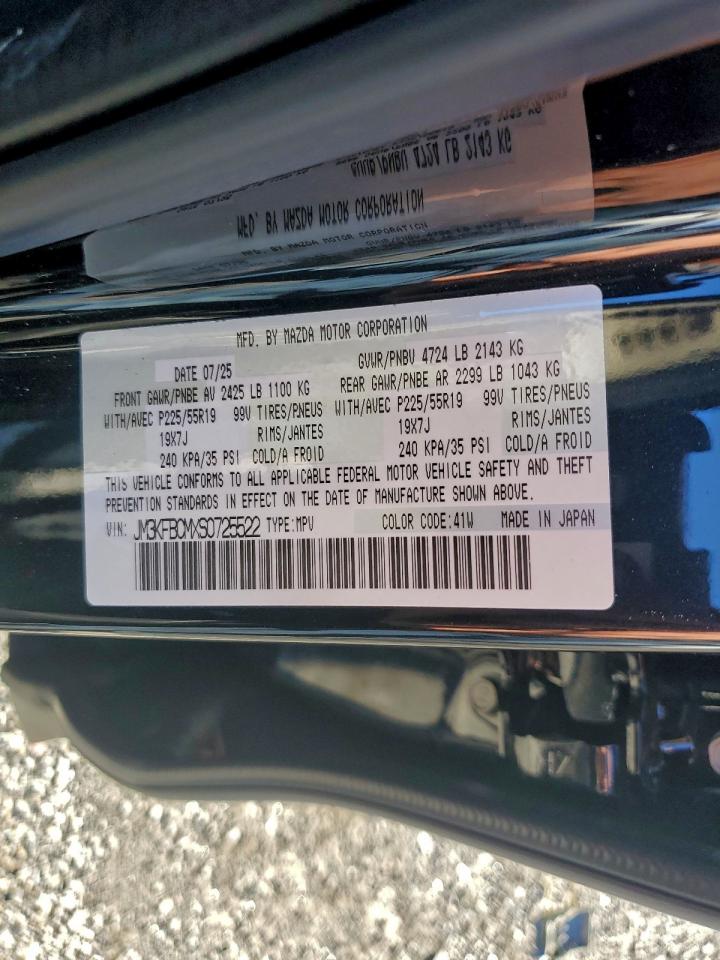 MFD. BY MAZDA MOTOR CORPORATION
DATE 07/25
GVWR/PNBV 4724 LB 2143 KG
FRONT GAWR/PNBE AV 2425 LB 1100 KG
REAR GAWR/PNBE AR 2299 LB 1043 KG
WITH/AVEC P225/55R19 99V TIRES/PNEUS
WITH/AVEC P225/55R19 99V TIRES/PNEUS
19X7J RIMS/JANTES
19X7J RIMS/JANTES
240 KPA/35 PSI COLD/A FROID
240 KPA/35 PSI COLD/A FROID
THIS VEHICLE CONFORMS TO ALL APPLICABLE FEDERAL MOTOR VEHICLE SAFETY AND THEFT
PREVENTION STANDARDS IN EFFECT ON THE DATE OF MANUFACTURE SHOWN ABOVE.
VIN: JM3KFBCMXS0725522 TYPE:MPV COLOR CODE:41W MADE IN JAPAN